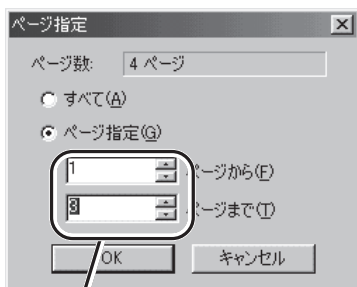 ページ指定
ページ数: 4 ページ
すべて(A)
ページ指定(G)
1 ページから(F)
3 ページまで(T)
OK キャンセル